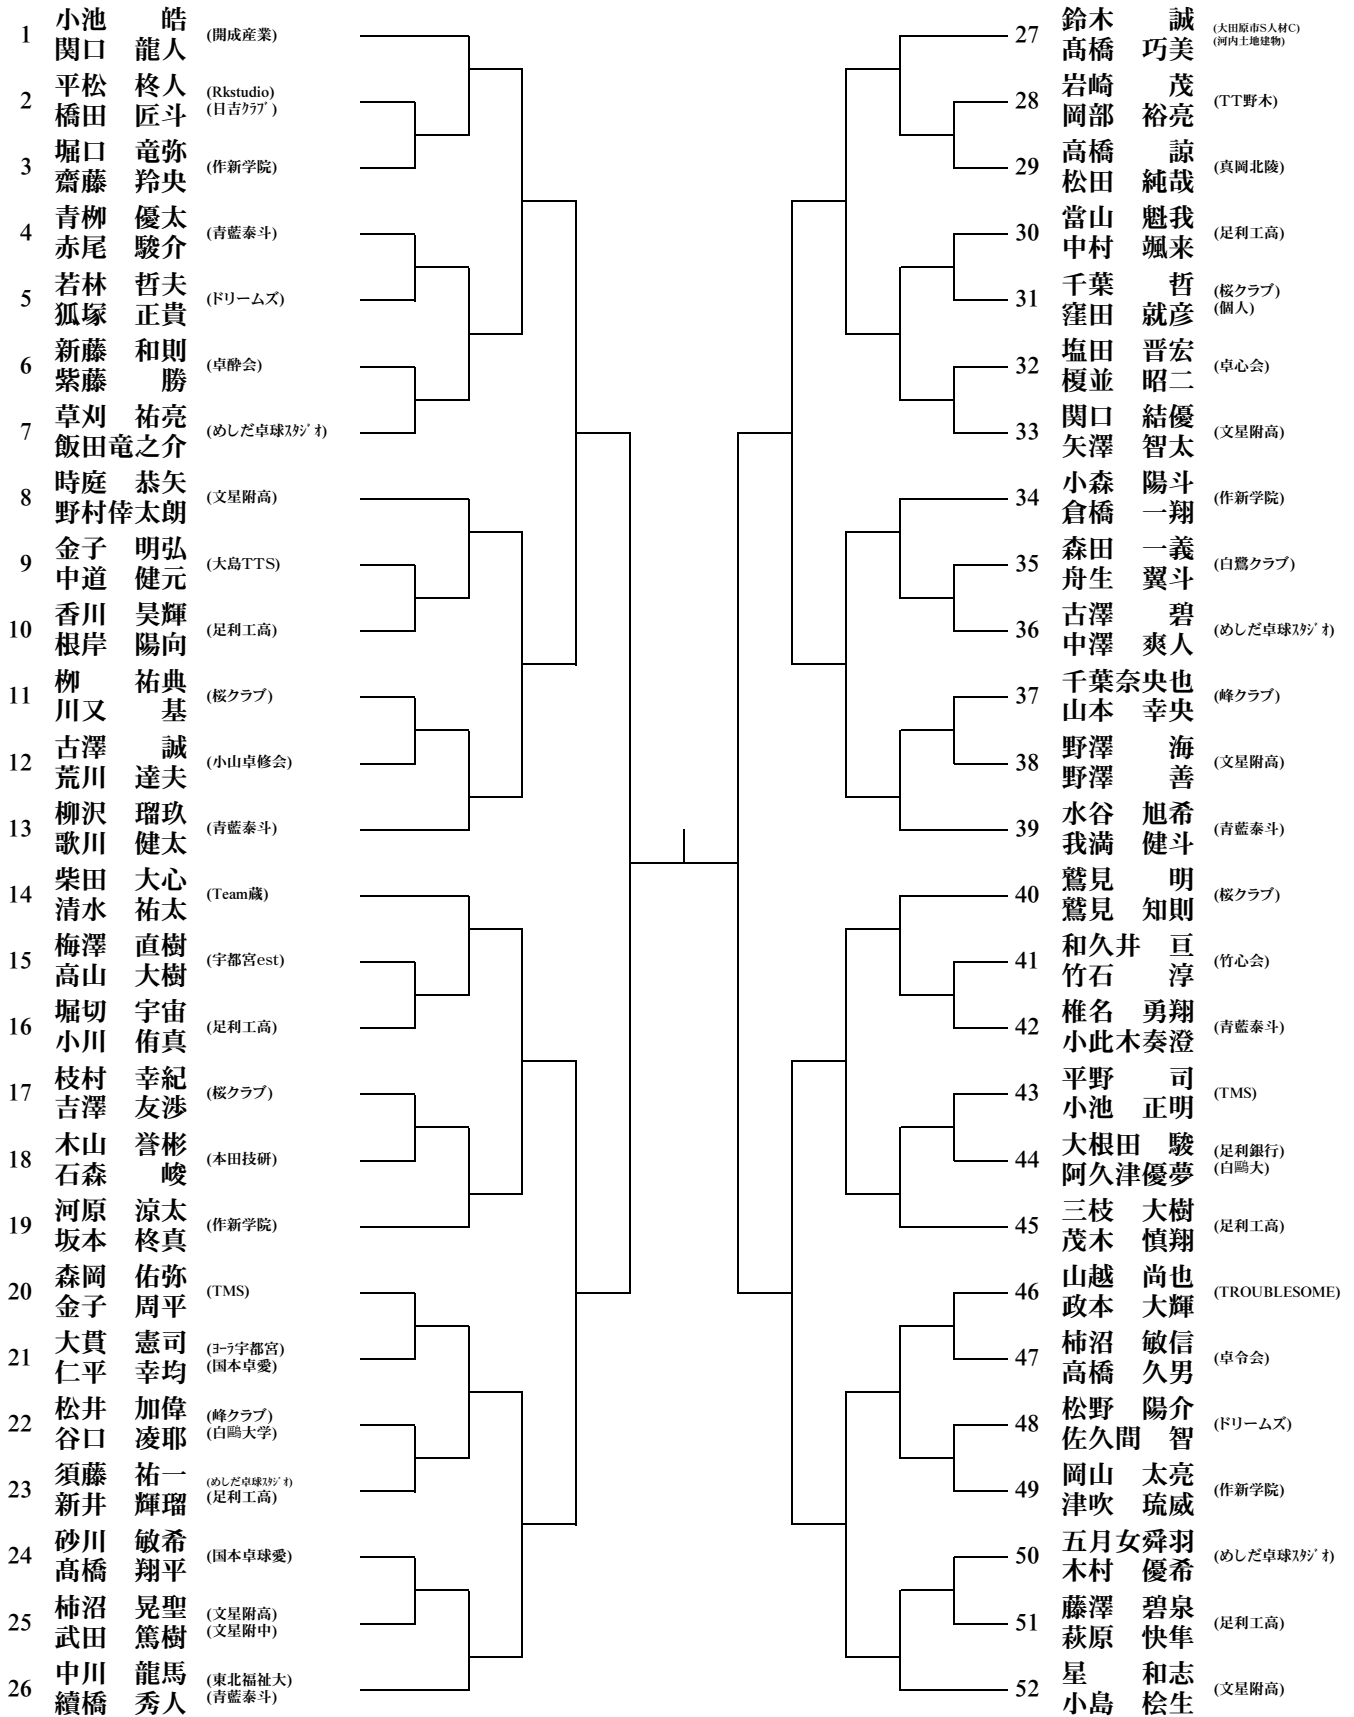 1 小池 皓 (開成産業)
関口 龍人
2 平松 柊人 (Rkstudio)
橋田 匠斗 (日吉クラブ)
3 堀口 竜弥 (作新学院)
齋藤 羚央
4 青栁 優太 (青藍泰斗)
赤尾 駿介
5 若林 哲夫 (ドリームズ)
狐塚 正貴
6 新藤 和則 (卓酔会)
紫藤 勝
7 草刈 祐亮 (めしだ卓球スタジオ)
飯田竜之介
8 時庭 恭矢 (文星附高)
野村倖太朗
9 金子 明弘 (大島TTS)
中道 健元
10 香川 昊輝 (足利工高)
根岸 陽向
11 栁 祐典 (桜クラブ)
川又 基
12 古澤 誠 (小山卓修会)
荒川 達夫
13 柳沢 瑠玖 (青藍泰斗)
歌川 健太
14 柴田 大心 (Team蔵)
清水 祐太
15 梅澤 直樹 (宇都宮est)
高山 大樹
16 堀切 宇宙 (足利工高)
小川 侑真
17 枝村 幸紀 (桜クラブ)
吉澤 友渉
18 木山 誉彬 (本田技研)
石森 峻
19 河原 涼太 (作新学院)
坂本 柊真
20 森岡 佑弥 (TMS)
金子 周平
21 大貫 憲司 (ヨーラ宇都宮)
仁平 幸均 (国本卓愛)
22 松井 加偉 (峰クラブ)
谷口 凌耶 (白鷗大学)
23 須藤 祐一 (めしだ卓球スタジオ)
新井 輝瑠 (足利工高)
24 砂川 敏希 (国本卓球愛)
髙橋 翔平
25 柿沼 晃聖 (文星附高)
武田 篤樹 (文星附中)
26 中川 龍馬 (東北福祉大)
續橋 秀人 (青藍泰斗)
27 鈴木 誠 (大田原市S人材C)
髙橋 巧美 (河内土地建物)
28 岩崎 茂 (TT野木)
岡部 裕亮
29 高橋 諒 (真岡北陵)
松田 純哉
30 當山 魁我 (足利工高)
中村 颯来
31 千葉 哲 (桜クラブ)
窪田 就彦 (個人)
32 塩田 晋宏 (卓心会)
榎並 昭二
33 関口 結優 (文星附高)
矢澤 智太
34 小森 陽斗 (作新学院)
倉橋 一翔
35 森田 一義 (白鷺クラブ)
舟生 翼斗
36 古澤 碧 (めしだ卓球スタジオ)
中澤 爽人
37 千葉奈央也 (峰クラブ)
山本 幸央
38 野澤 海 (文星附高)
野澤 善
39 水谷 旭希 (青藍泰斗)
我満 健斗
40 鷲見 明 (桜クラブ)
鷲見 知則
41 和久井 亘 (竹心会)
竹石 淳
42 椎名 勇翔 (青藍泰斗)
小此木奏澄
43 平野 司 (TMS)
小池 正明
44 大根田 駿 (足利銀行)
阿久津優夢 (白鷗大)
45 三枝 大樹 (足利工高)
茂木 慎翔
46 山越 尚也 (TROUBLESOME)
政本 大輝
47 柿沼 敏信 (卓令会)
高橋 久男
48 松野 陽介 (ドリームズ)
佐久間 智
49 岡山 太亮 (作新学院)
津吹 琉威
50 五月女舜羽 (めしだ卓球スタジオ)
木村 優希
51 藤澤 碧泉 (足利工高)
萩原 快隼
52 星 和志 (文星附高)
小島 桧生